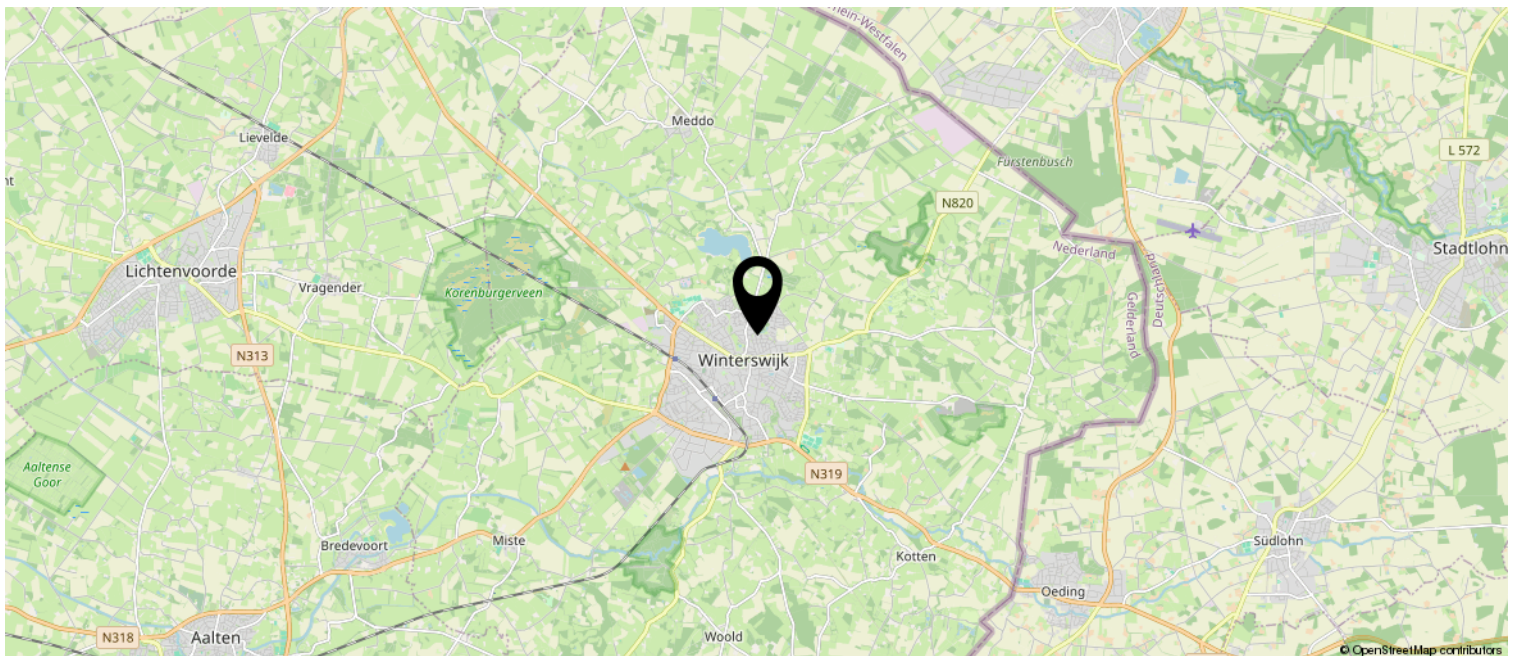 Rhein-Westfalen
Meddo
Lievelde
Fürstenbusch
L 572
N820
Nederland
Deutschland
Gelderland
Stadtlohn
Lichtenvoorde
Vragender
Korenburgerveen
N313
Winterswijk
Aaltense
Goor
N319
Bredevoort
Miste
Kotten
Südlohn
Oeding
N318
Aalten
Woold
© OpenStreetMap contributors